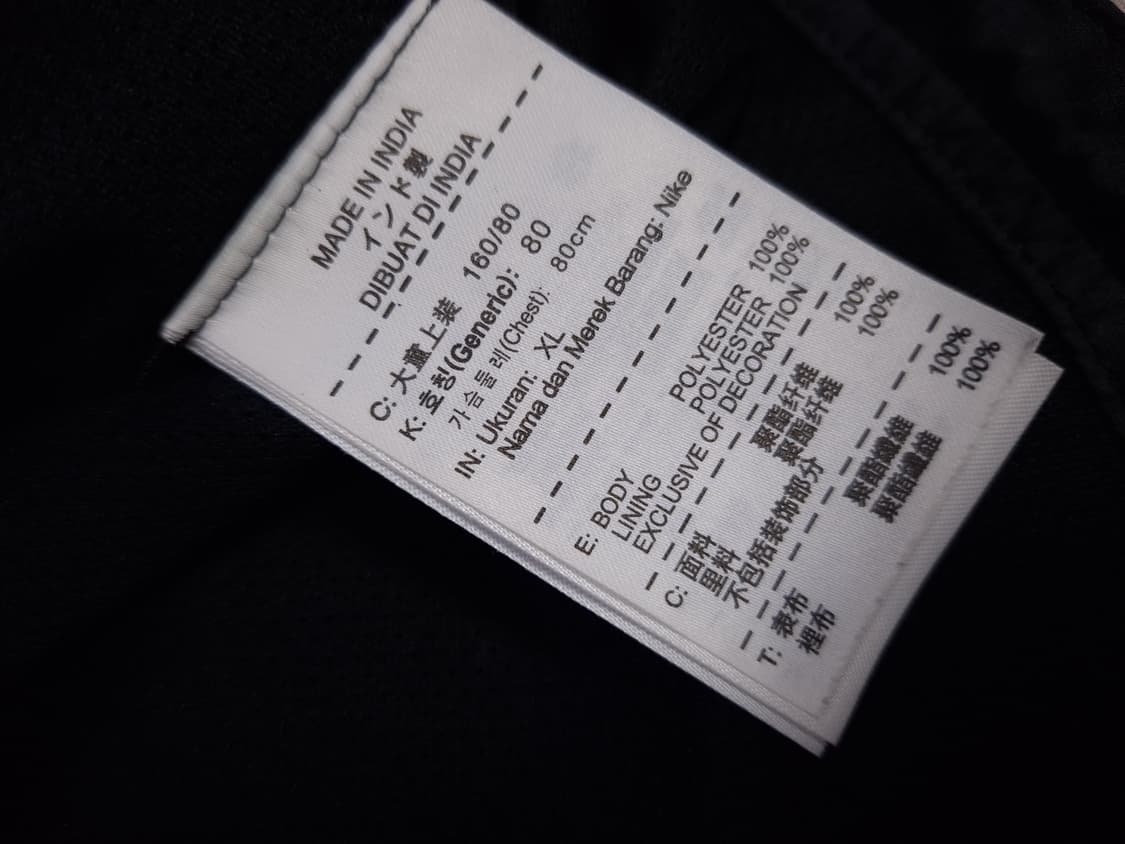 MADE IN INDIA
インド製
DIBUAT DI INDIA
C: 大童上装 160/80
K: 호칭(Generic): 80
가슴둘레(Chest): 80cm
IN: Ukuran: XL
Nama dan Merek Barang: Nike
E: BODY POLYESTER 100%
LINING POLYESTER 100%
EXCLUSIVE OF DECORATION
C: 面料 聚酯纤维 100%
里料 聚酯纤维 100%
不包括装饰部分
T: 表布 聚酯纖維 100%
裡布 聚酯纖維 100%